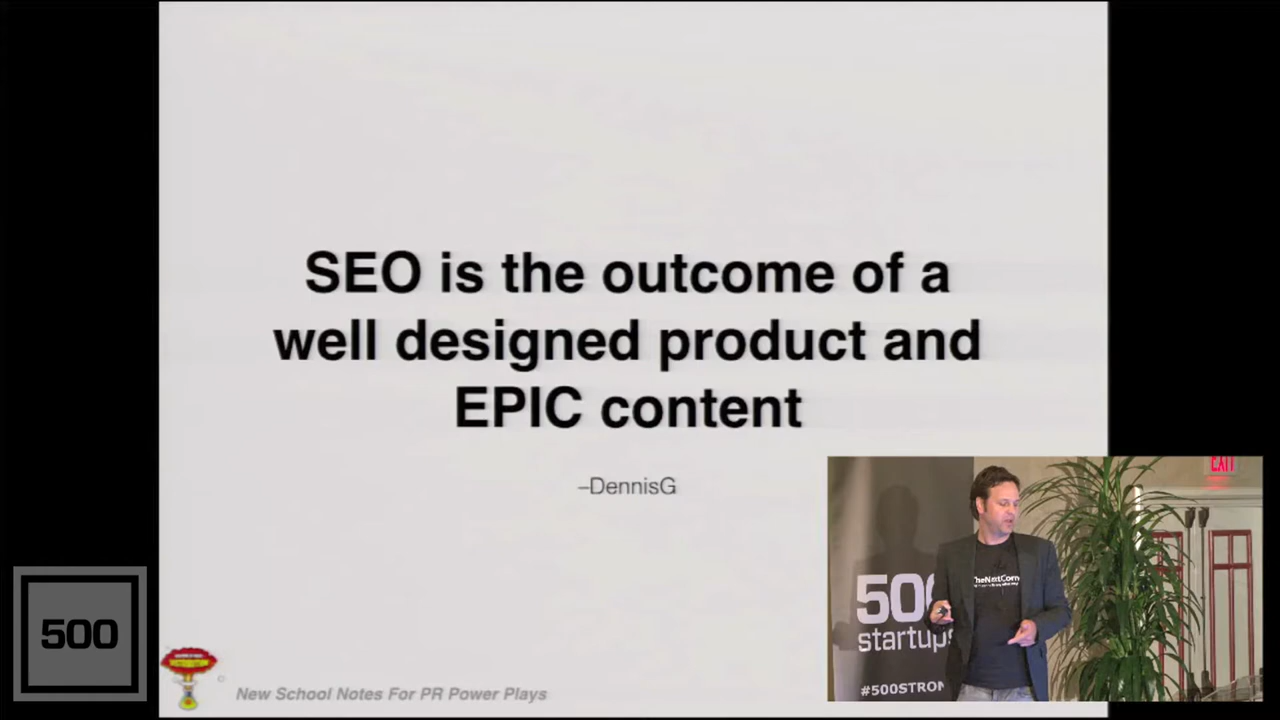 SEO is the outcome of a
well designed product and
EPIC content
–DennisG
EXIT
TheNextCorner
500
startups
#500STRON
500
New School Notes For PR Power Plays